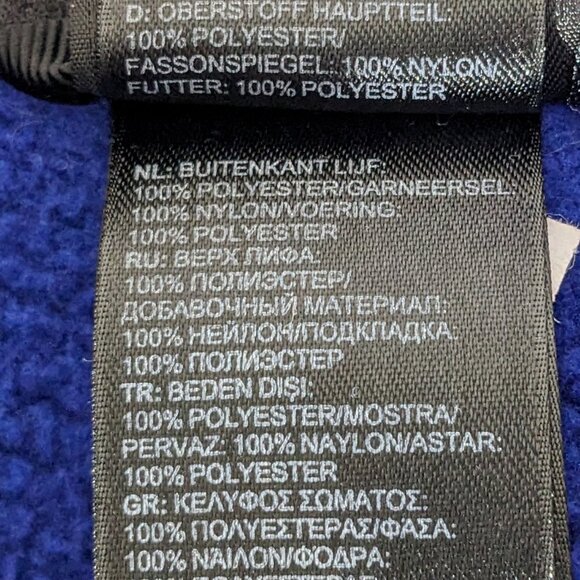 D: OBERSTOFF HAUPTTEIL:
100% POLYESTER/
FASSONSPIEGEL: 100% NYLON/
FUTTER: 100% POLYESTER
NL: BUITENKANT LIJF:
100% POLYESTER/GARNEERSEL:
100% NYLON/VOERING:
100% POLYESTER
RU: ВЕРХ ЛИФА:
100% ПОЛИЭСТЕР/
ДОБАВОЧНЫЙ МАТЕРИАЛ:
100% НЕЙЛОН/ПОДКЛАДКА:
100% ПОЛИЭСТЕР
TR: BEDEN DIŞI:
100% POLYESTER/MOSTRA/
PERVAZ: 100% NAYLON/ASTAR:
100% POLYESTER
GR: ΚΕΛΥΦΟΣ ΣΩΜΑΤΟΣ:
100% ΠΟΛΥΕΣΤΕΡΑΣ/ΦΑΣΑ:
100% ΝΑΪΛΟΝ/ΦΟΔΡΑ: